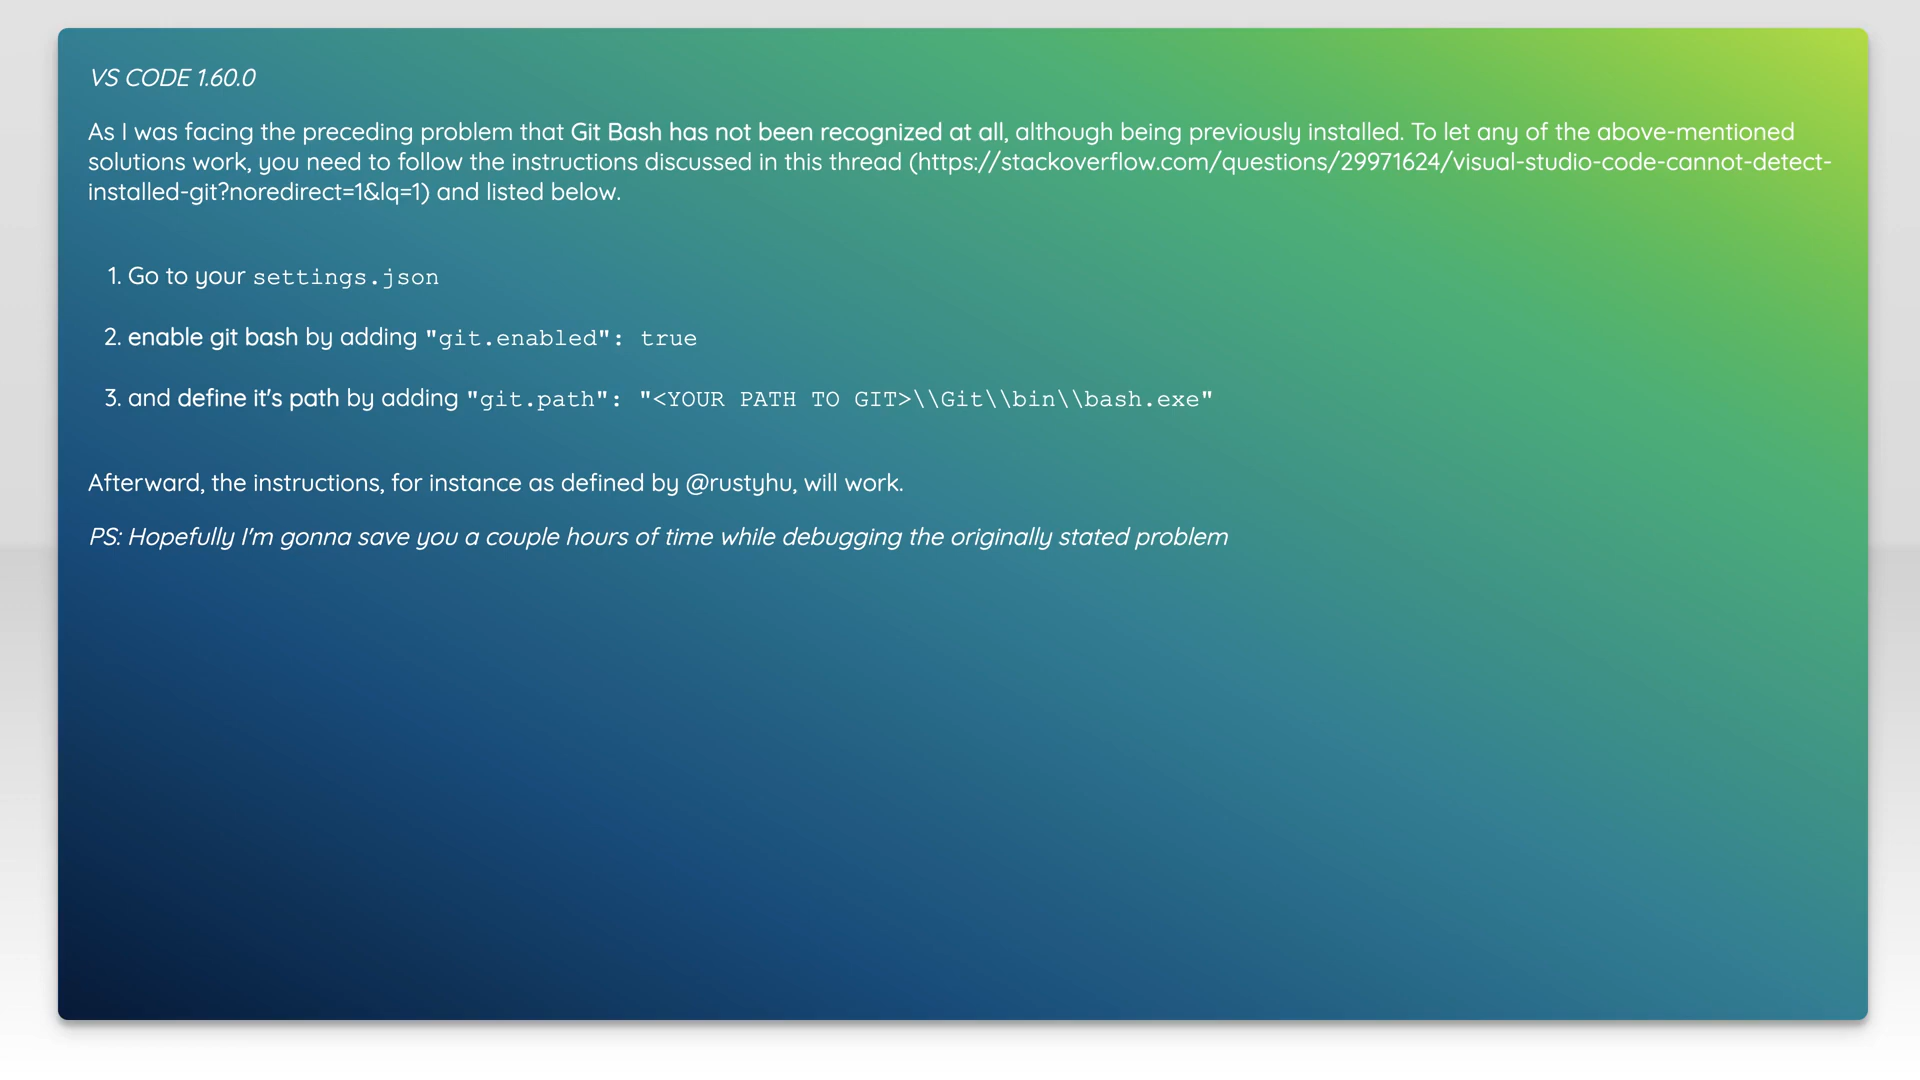 VS CODE 1.60.0
As I was facing the preceding problem that Git Bash has not been recognized at all, although being previously installed. To let any of the above-mentioned
solutions work, you need to follow the instructions discussed in this thread (https://stackoverflow.com/questions/29971624/visual-studio-code-cannot-detect-
installed-git?noredirect=1&lq=1) and listed below.
1. Go to your settings.json
2. enable git bash by adding "git.enabled": true
3. and define it's path by adding "git.path": "<YOUR PATH TO GIT>\\Git\\bin\\bash.exe"
Afterward, the instructions, for instance as defined by @rustyhu, will work.
PS: Hopefully I'm gonna save you a couple hours of time while debugging the originally stated problem